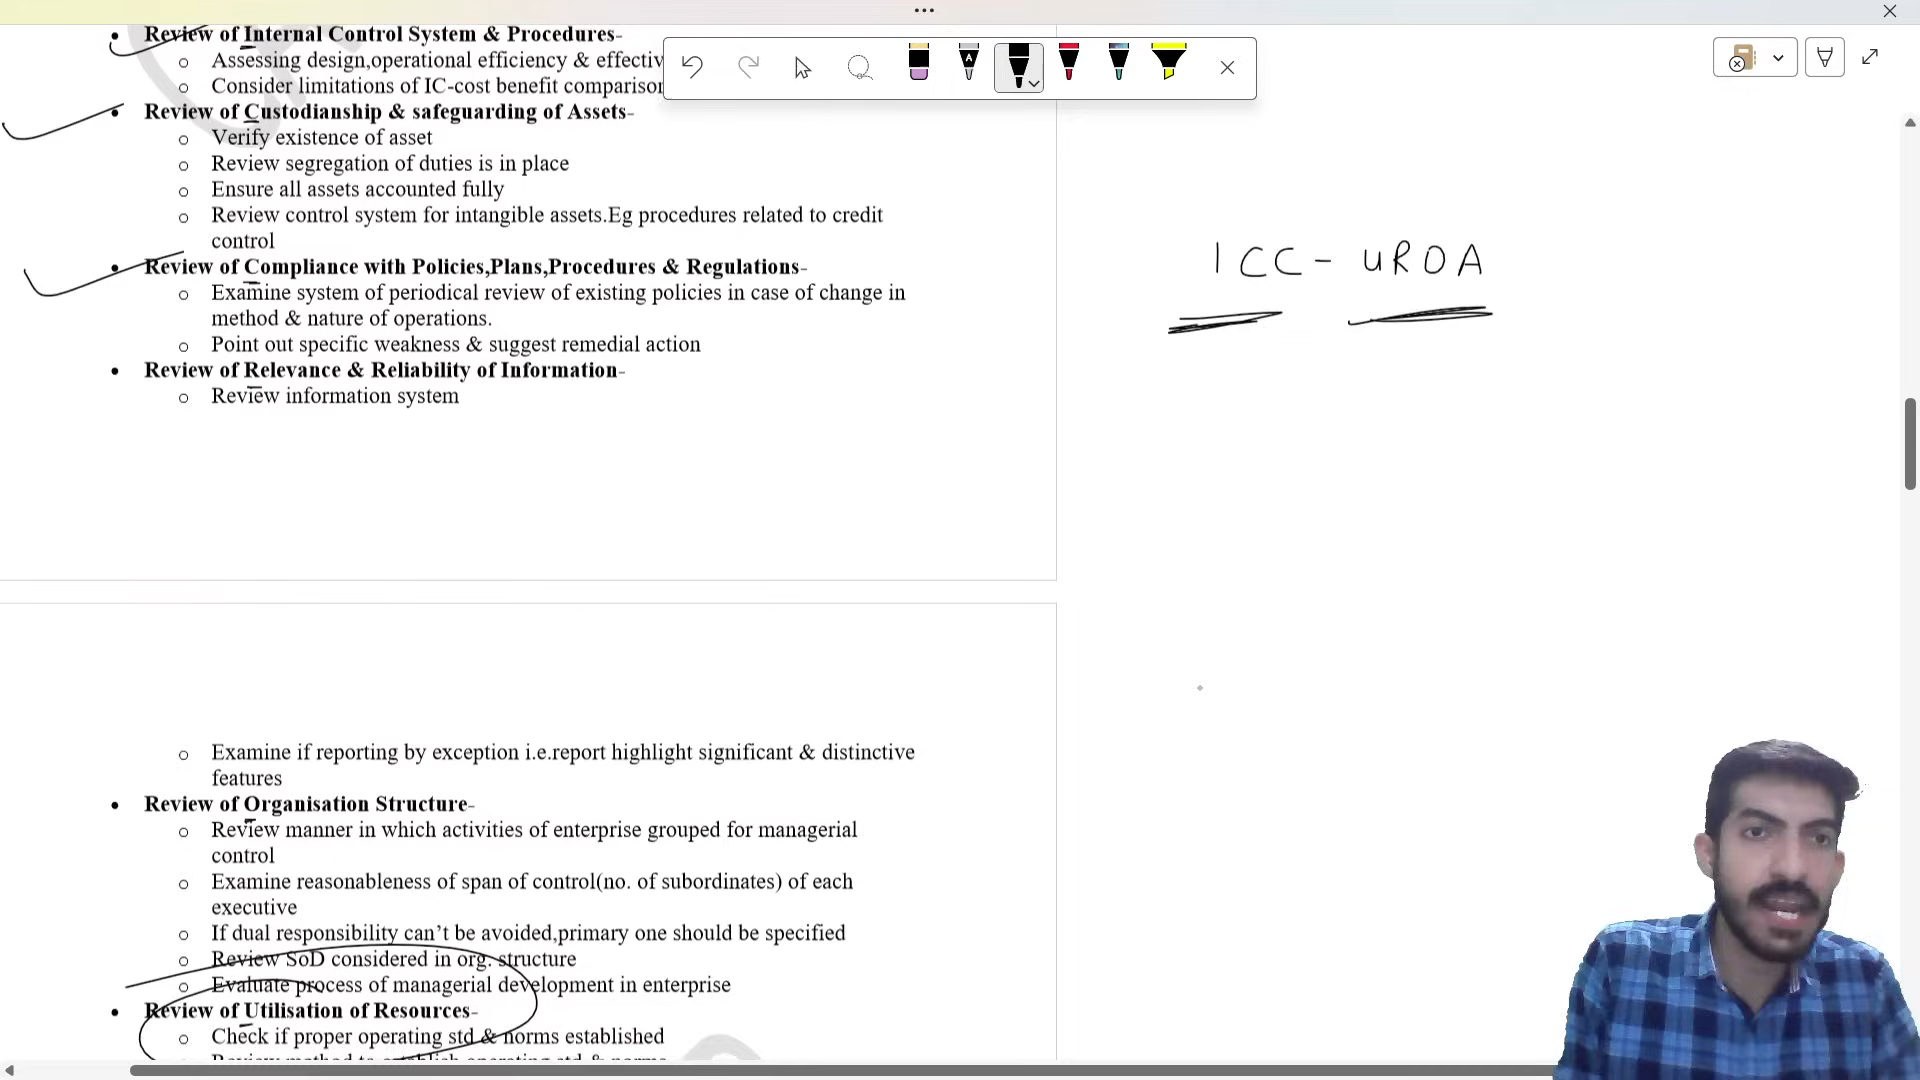 Review of Internal Control System & Procedures-
Assessing design,operational efficiency & effectiv
Consider limitations of IC-cost benefit comparison
Review of Custodianship & safeguarding of Assets-
Verify existence of asset
Review segregation of duties is in place
Ensure all assets accounted fully
Review control system for intangible assets.Eg procedures related to credit
control
Review of Compliance with Policies,Plans,Procedures & Regulations-
Examine system of periodical review of existing policies in case of change in
method & nature of operations.
Point out specific weakness & suggest remedial action
Review of Relevance & Reliability of Information-
Review information system
ICC - UROA
Examine if reporting by exception i.e.report highlight significant & distinctive
features
Review of Organisation Structure-
Review manner in which activities of enterprise grouped for managerial
control
Examine reasonableness of span of control(no. of subordinates) of each
executive
If dual responsibility can't be avoided,primary one should be specified
Review SoD considered in org. structure
Evaluate process of managerial development in enterprise
Review of Utilisation of Resources-
Check if proper operating std & norms established